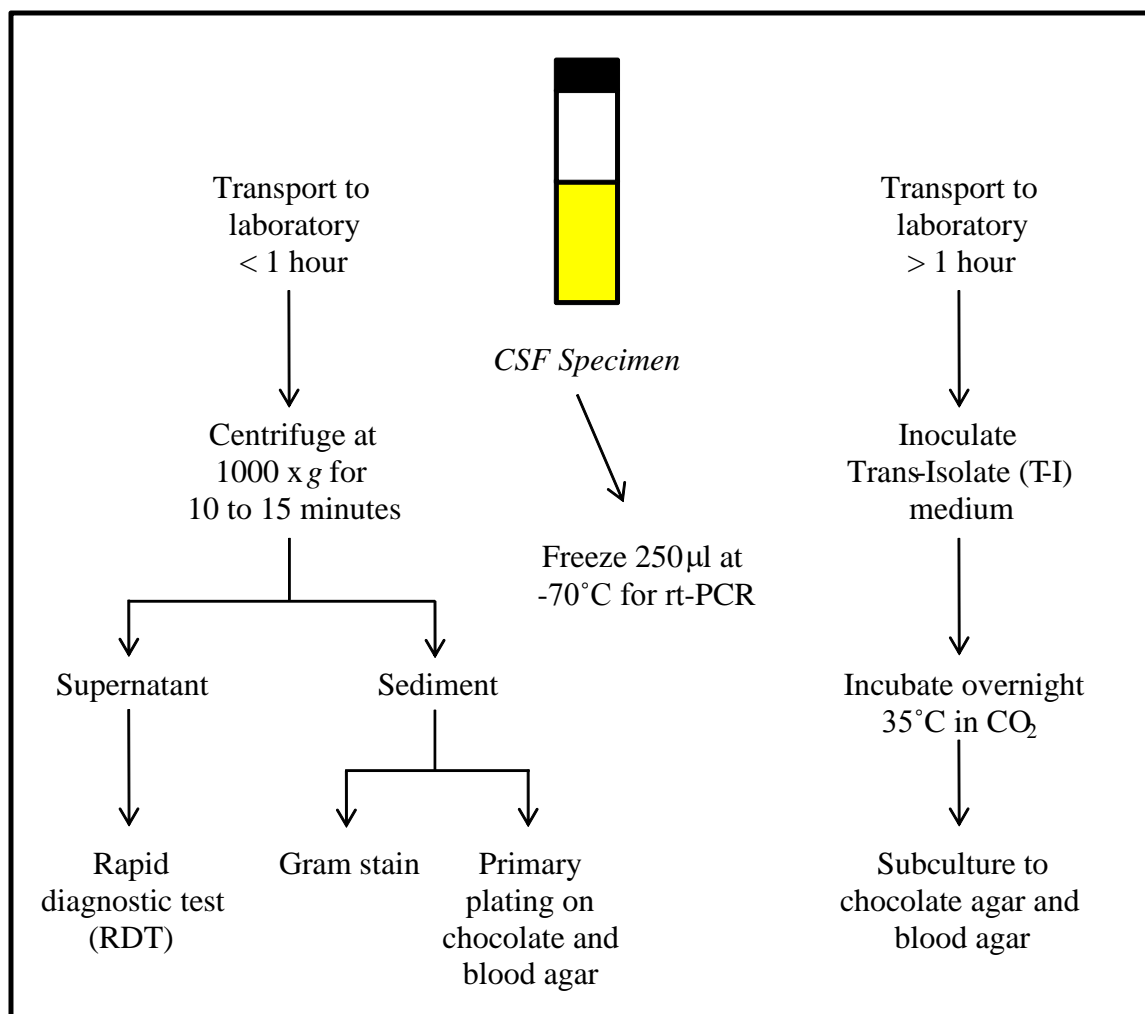 Transport to
laboratory
< 1 hour
Centrifuge at
1000 x g for
10 to 15 minutes
Supernatant
Rapid
diagnostic test
(RDT)
Sediment
Gram stain
Primary
plating on
chocolate and
blood agar
CSF Specimen
Freeze 250 µl at
-70˚C for rt-PCR
Transport to
laboratory
> 1 hour
Inoculate
Trans-Isolate (T-I)
medium
Incubate overnight
35˚C in CO₂
Subculture to
chocolate agar and
blood agar